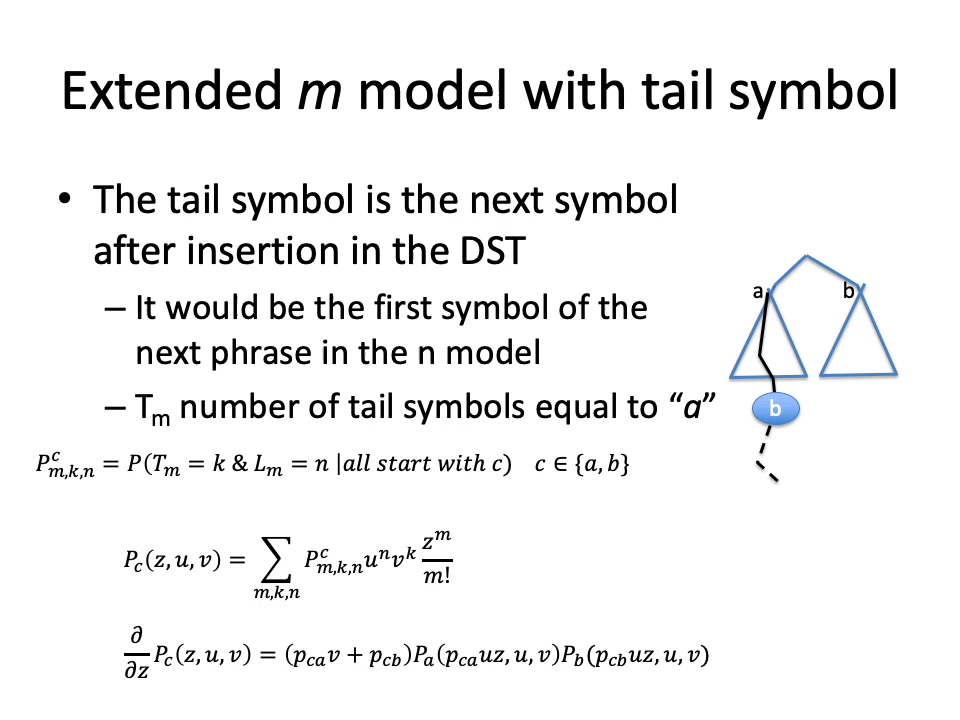 Extended m model with tail symbol
• The tail symbol is the next symbol
after insertion in the DST
– It would be the first symbol of the
next phrase in the n model
– Tₘ number of tail symbols equal to “a”
a
b
b
P^c_{m,k,n} = P(T_m = k & L_m = n |all start with c) c ∈ {a, b}
P_c(z, u, v) = ∑_{m,k,n} P^c_{m,k,n} u^n v^k z^m/m!
∂/∂z P_c(z, u, v) = (p_{ca}v + p_{cb})P_a(p_{ca}uz, u, v)P_b(p_{cb}uz, u, v)